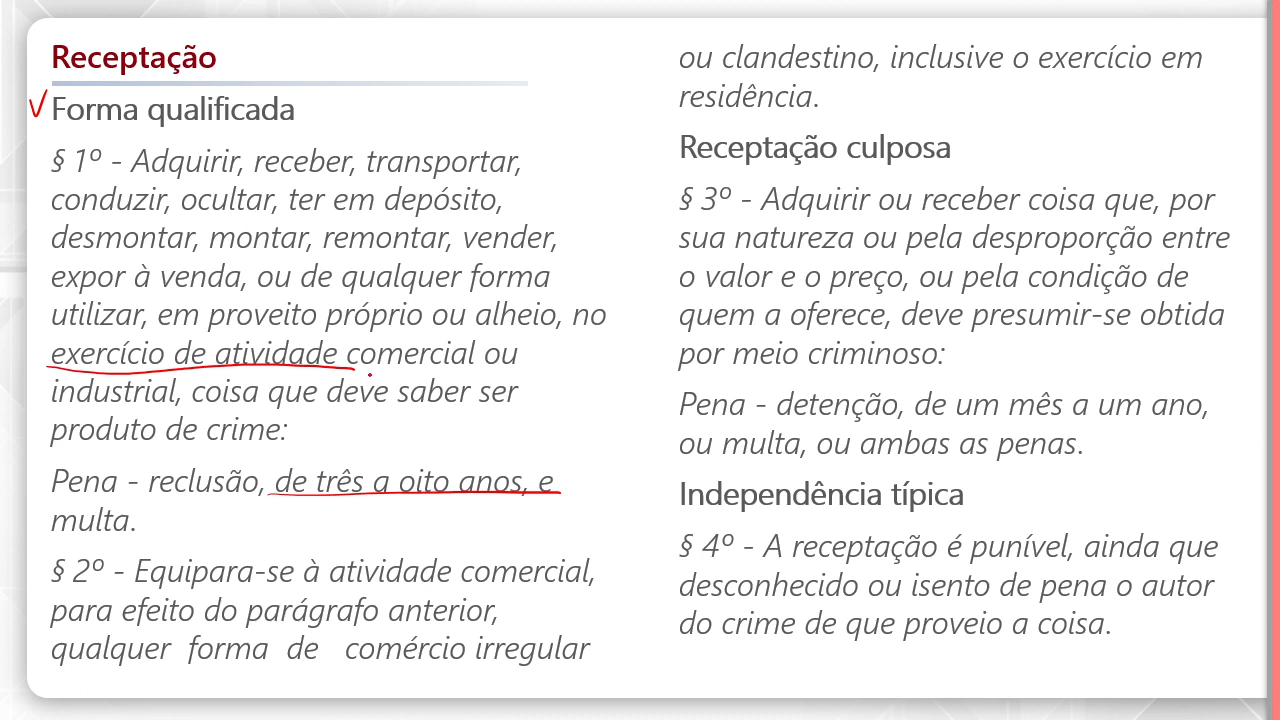 Receptação
Forma qualificada
§ 1º - Adquirir, receber, transportar,
conduzir, ocultar, ter em depósito,
desmontar, montar, remontar, vender,
expor à venda, ou de qualquer forma
utilizar, em proveito próprio ou alheio, no
exercício de atividade comercial ou
industrial, coisa que deve saber ser
produto de crime:
Pena - reclusão, de três a oito anos, e
multa.
§ 2º - Equipara-se à atividade comercial,
para efeito do parágrafo anterior,
qualquer forma de comércio irregular
ou clandestino, inclusive o exercício em
residência.
Receptação culposa
§ 3º - Adquirir ou receber coisa que, por
sua natureza ou pela desproporção entre
o valor e o preço, ou pela condição de
quem a oferece, deve presumir-se obtida
por meio criminoso:
Pena - detenção, de um mês a um ano,
ou multa, ou ambas as penas.
Independência típica
§ 4º - A receptação é punível, ainda que
desconhecido ou isento de pena o autor
do crime de que proveio a coisa.